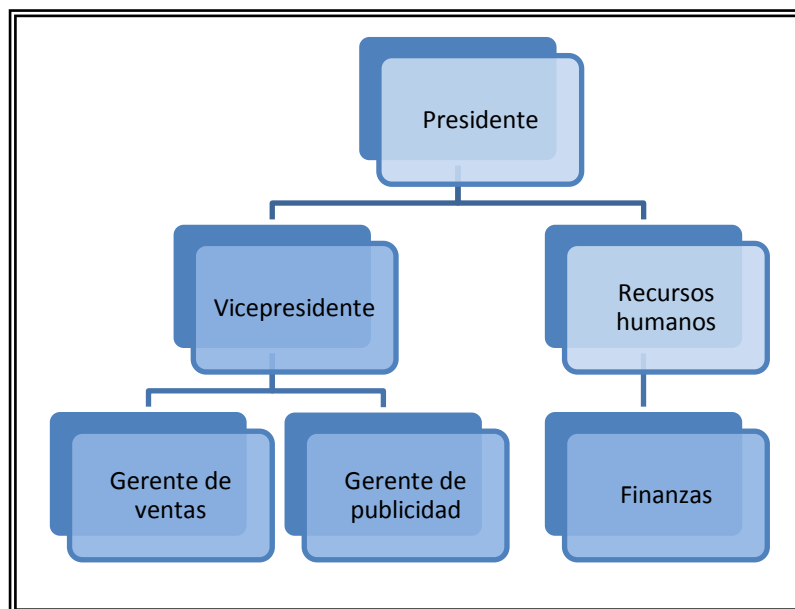 Presidente
Vicepresidente
Recursos
humanos
Gerente de
ventas
Gerente de
publicidad
Finanzas